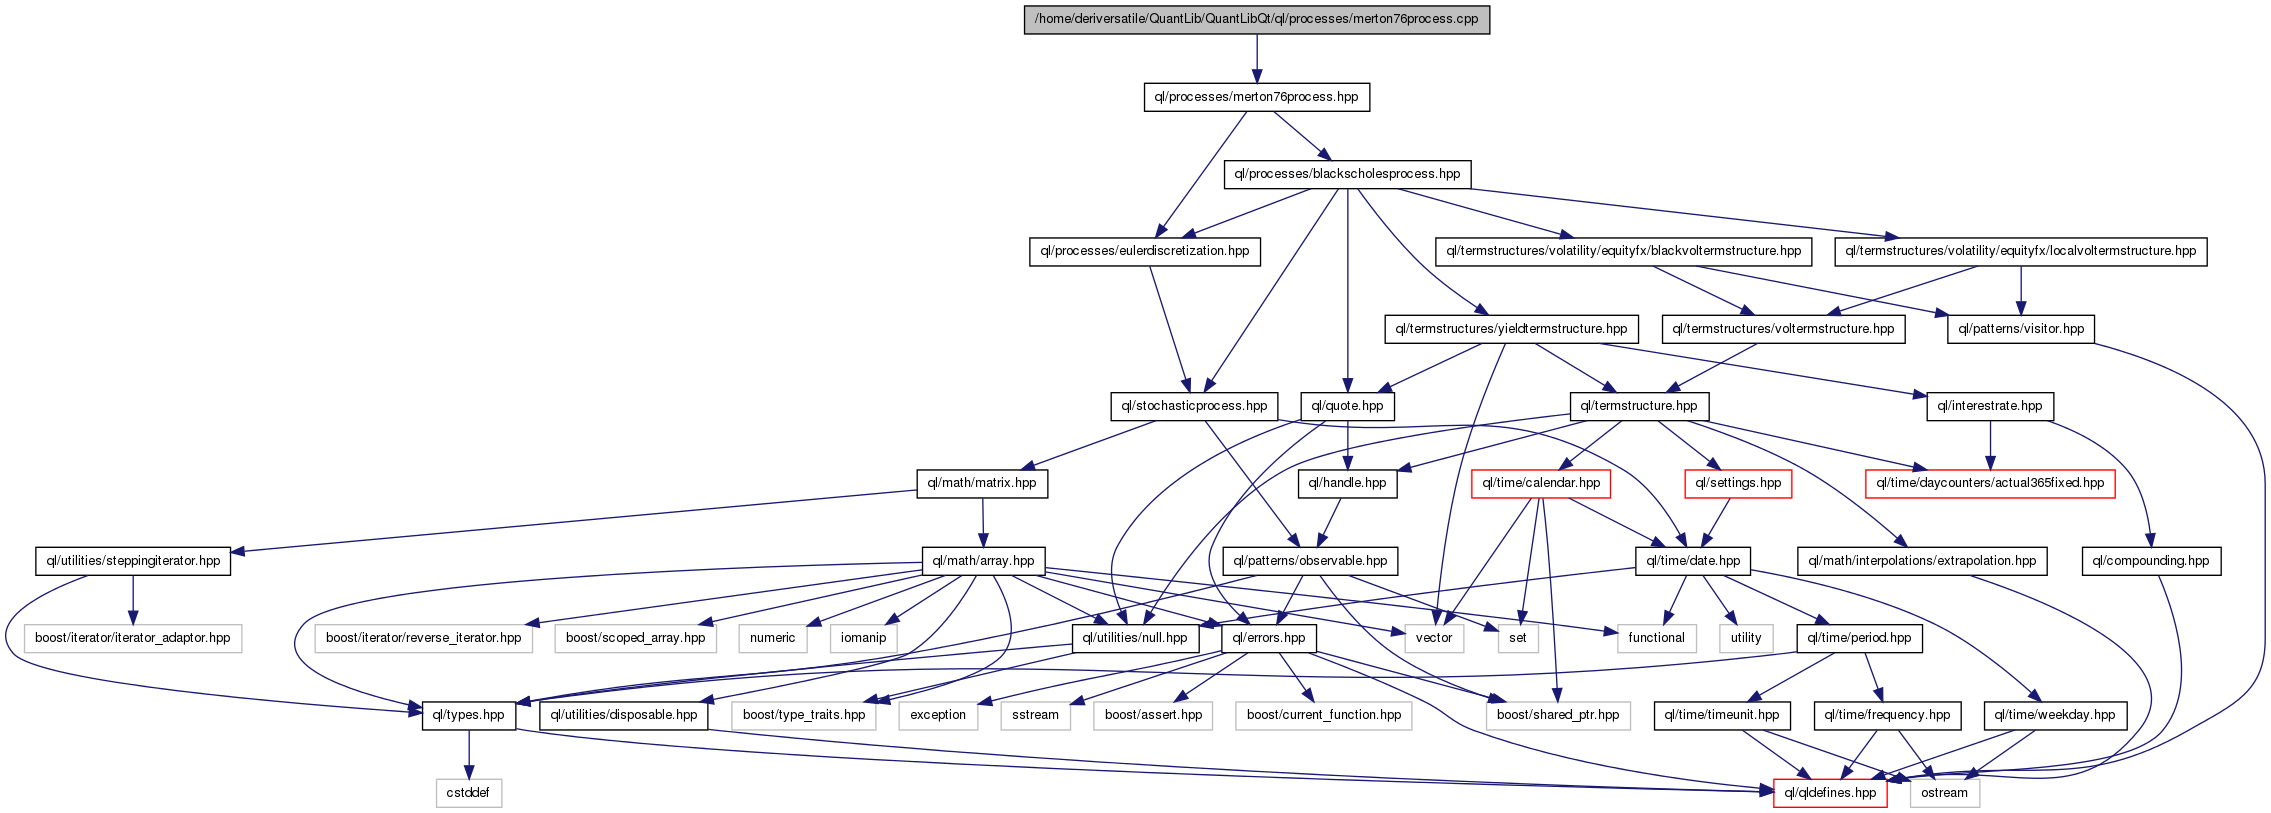 /home/deriversatile/QuantLib/QuantLibQt/ql/processes/merton76process.cpp
ql/processes/merton76process.hpp
ql/processes/blackscholesprocess.hpp
ql/processes/eulerdiscretization.hpp
ql/termstructures/volatility/equityfx/blackvoltermstructure.hpp
ql/termstructures/volatility/equityfx/localvoltermstructure.hpp
ql/termstructures/yieldtermstructure.hpp
ql/termstructures/voltermstructure.hpp
ql/patterns/visitor.hpp
ql/stochasticprocess.hpp
ql/quote.hpp
ql/termstructure.hpp
ql/interestrate.hpp
ql/math/matrix.hpp
ql/handle.hpp
ql/time/calendar.hpp
ql/settings.hpp
ql/time/daycounters/actual365fixed.hpp
ql/utilities/steppingiterator.hpp
ql/math/array.hpp
ql/patterns/observable.hpp
ql/time/date.hpp
ql/math/interpolations/extrapolation.hpp
ql/compounding.hpp
boost/iterator/iterator_adaptor.hpp
boost/iterator/reverse_iterator.hpp
boost/scoped_array.hpp
numeric
iomanip
ql/utilities/null.hpp
ql/errors.hpp
vector
set
functional
utility
ql/time/period.hpp
ql/types.hpp
ql/utilities/disposable.hpp
boost/type_traits.hpp
exception
sstream
boost/assert.hpp
boost/current_function.hpp
boost/shared_ptr.hpp
ql/time/timeunit.hpp
ql/time/frequency.hpp
ql/time/weekday.hpp
cstddef
ql/qldefines.hpp
ostream